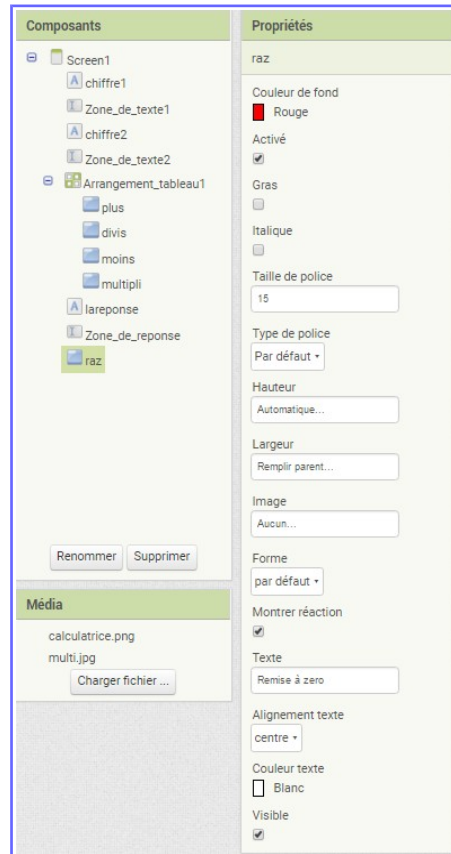 Composants
Screen1
chiffre1
Zone_de_texte1
chiffre2
Zone_de_texte2
Arrangement_tableau1
plus
divis
moins
multipli
lareponse
Zone_de_reponse
raz
Renommer Supprimer
Média
calculatrice.png
multi.jpg
Charger fichier ...
Propriétés
raz
Couleur de fond
Rouge
Activé
Gras
Italique
Taille de police
15
Type de police
Par défaut
Hauteur
Automatique...
Largeur
Remplir parent...
Image
Aucun...
Forme
par défaut
Montrer réaction
Texte
Remise à zero
Alignement texte
centre
Couleur texte
Blanc
Visible